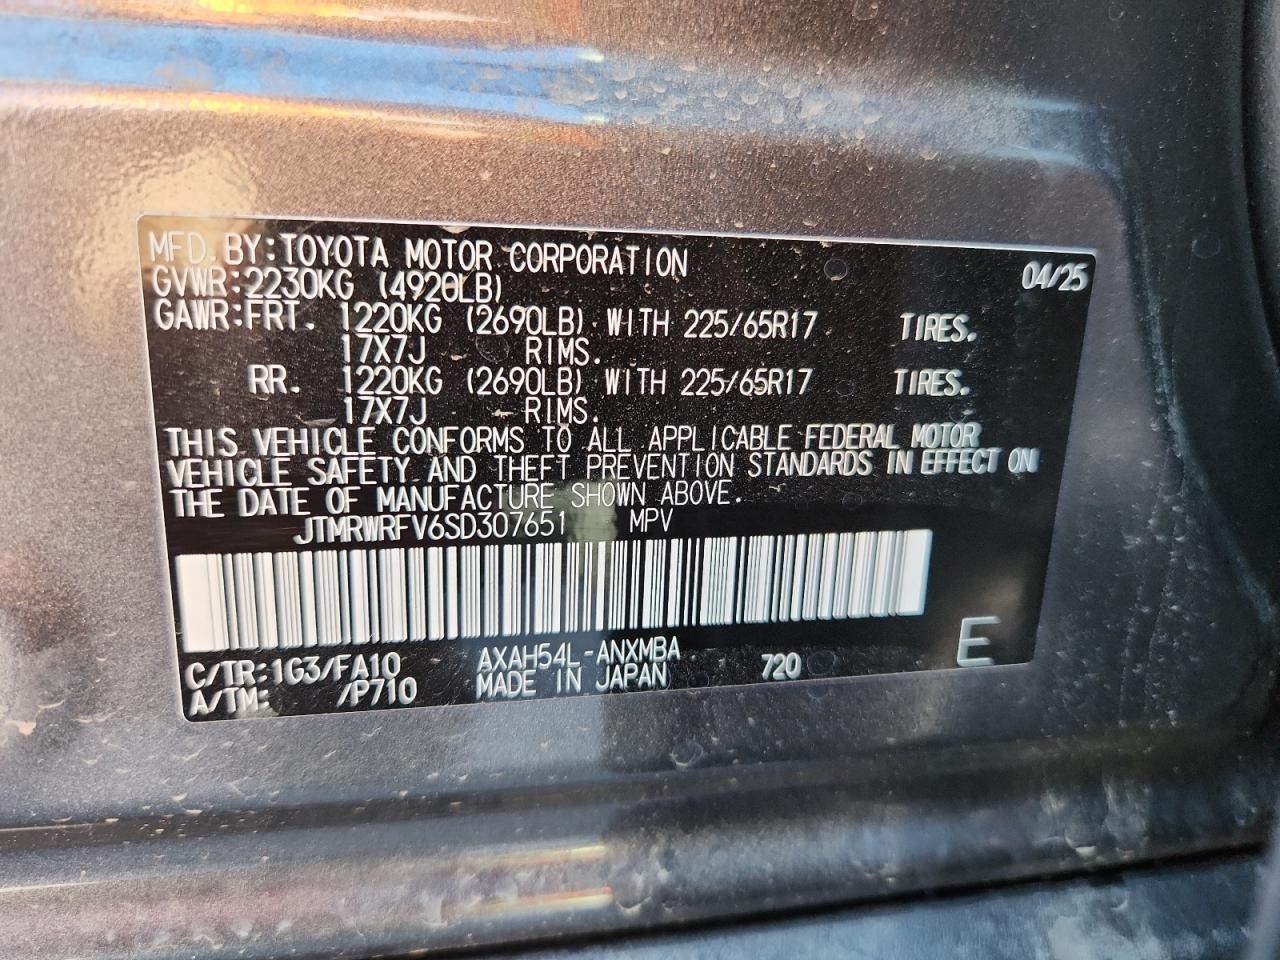 MFD. BY: TOYOTA MOTOR CORPORATION 04/25
GVWR: 2230KG (4920LB)
GAWR: FRT. 1220KG (2690LB) WITH 225/65R17 TIRES.
17X7J RIMS.
RR. 1220KG (2690LB) WITH 225/65R17 TIRES.
17X7J RIMS.
THIS VEHICLE CONFORMS TO ALL APPLICABLE FEDERAL MOTOR
VEHICLE SAFETY AND THEFT PREVENTION STANDARDS IN EFFECT ON
THE DATE OF MANUFACTURE SHOWN ABOVE.
JTMRWRFV6SD307651 MPV
C/TR: 1G3/FA10 AXAH54L-ANXMBA 720 E
A/TM: /P710 MADE IN JAPAN